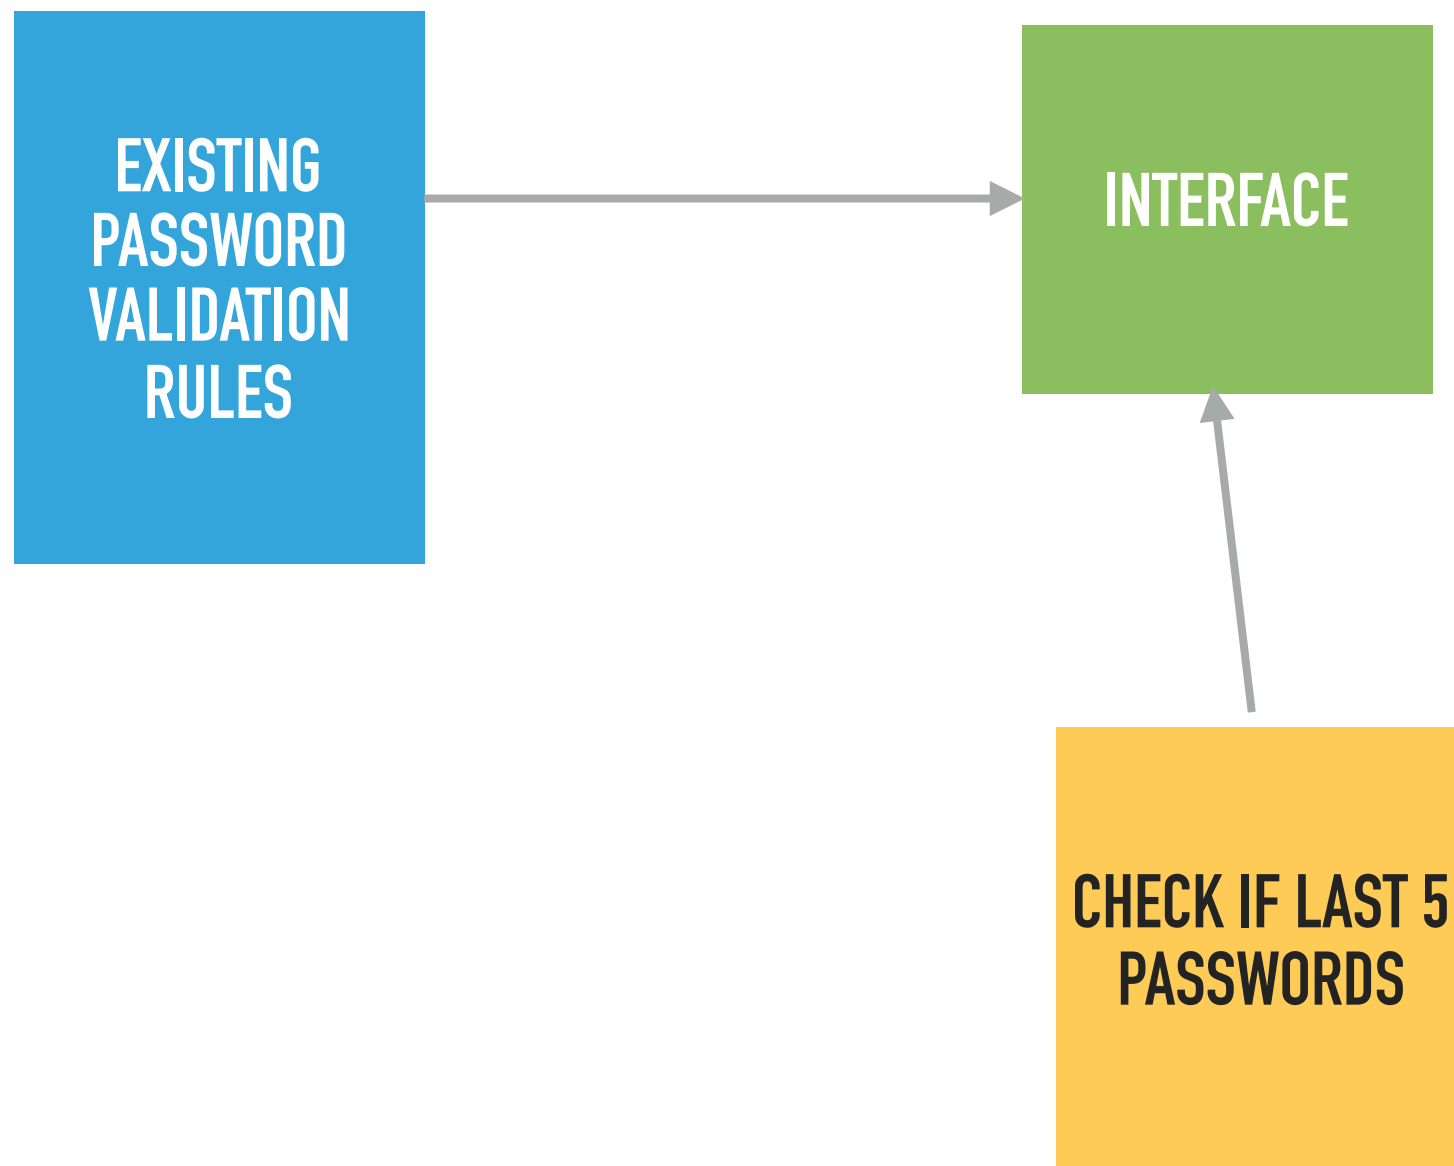 EXISTING
PASSWORD
VALIDATION
RULES
INTERFACE
CHECK IF LAST 5
PASSWORDS